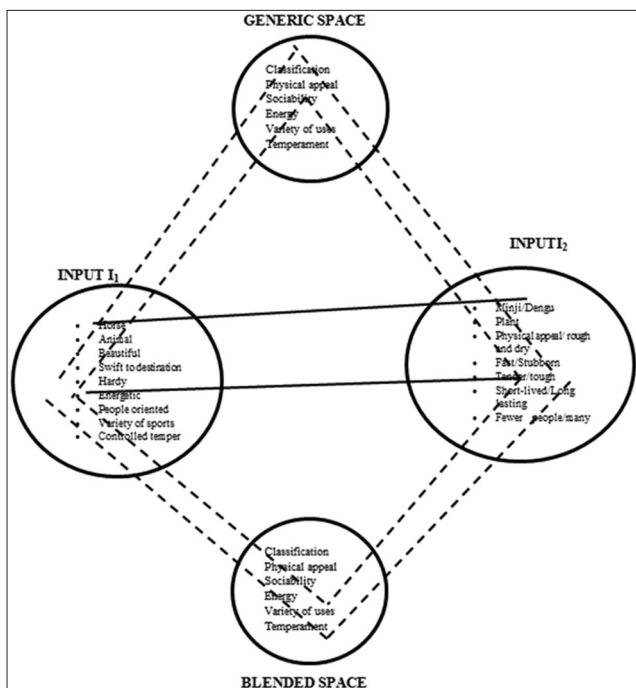 GENERIC SPACE
Classification
Physical appeal
Sociability
Energy
Variety of uses
Temperament
INPUT I₁
• Horse
• Animal
• Beautiful
• Swift to destination
• Hardy
• Energetic
• People oriented
• Variety of sports
• Controlled temper
INPUTI₂
• Minji/Dengu
• Plant
• Physical appeal/ rough
and dry
• Fast/Stubborn
• Tender/tough
• Short-lived/Long
lasting
• Fewer people/many
Classification
Physical appeal
Sociability
Energy
Variety of uses
Temperament
BLENDED SPACE